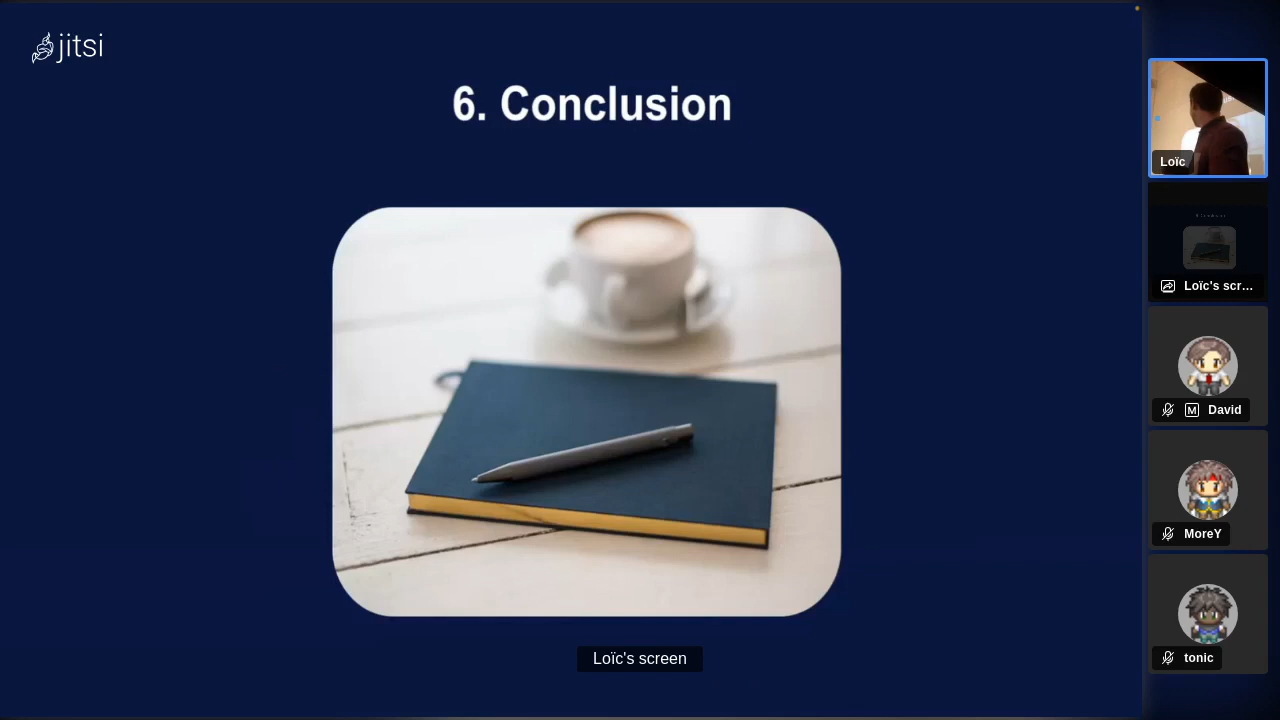 jitsi
6. Conclusion
Loïc's screen
Loïc
Loïc's scr...
M David
MoreY
tonic